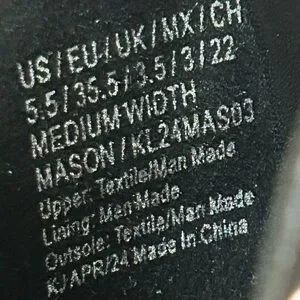 US/EU/UK/MX/CH
5.5/35.5/3.5/3/22
MEDIUM WIDTH
MASON/KL24MAS03
Upper: Textile/Man Made
Lining: Man Made
Outsole: Textile/Man Made
KJ APR/24 Made In China